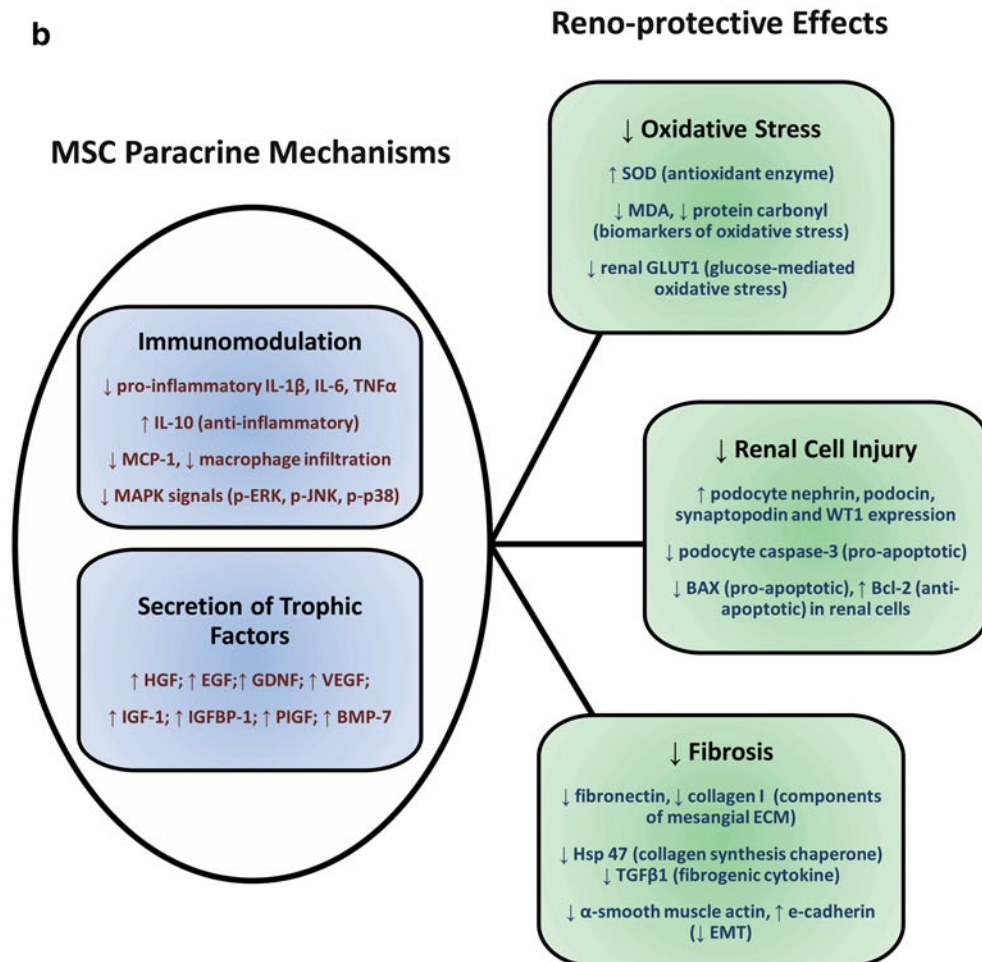 b
Reno-protective Effects
MSC Paracrine Mechanisms
Immunomodulation
↓ pro-inflammatory IL-1β, IL-6, TNFα
↑ IL-10 (anti-inflammatory)
↓ MCP-1, ↓ macrophage infiltration
↓ MAPK signals (p-ERK, p-JNK, p-p38)
Secretion of Trophic
Factors
↑ HGF; ↑ EGF;↑ GDNF; ↑ VEGF;
↑ IGF-1; ↑ IGFBP-1; ↑ PIGF; ↑ BMP-7
↓ Oxidative Stress
↑ SOD (antioxidant enzyme)
↓ MDA, ↓ protein carbonyl
(biomarkers of oxidative stress)
↓ renal GLUT1 (glucose-mediated
oxidative stress)
↓ Renal Cell Injury
↑ podocyte nephrin, podocin,
synaptopodin and WT1 expression
↓ podocyte caspase-3 (pro-apoptotic)
↓ BAX (pro-apoptotic), ↑ Bcl-2 (anti-
apoptotic) in renal cells
↓ Fibrosis
↓ fibronectin, ↓ collagen I (components
of mesangial ECM)
↓ Hsp 47 (collagen synthesis chaperone)
↓ TGFβ1 (fibrogenic cytokine)
↓ α-smooth muscle actin, ↑ e-cadherin
(↓ EMT)